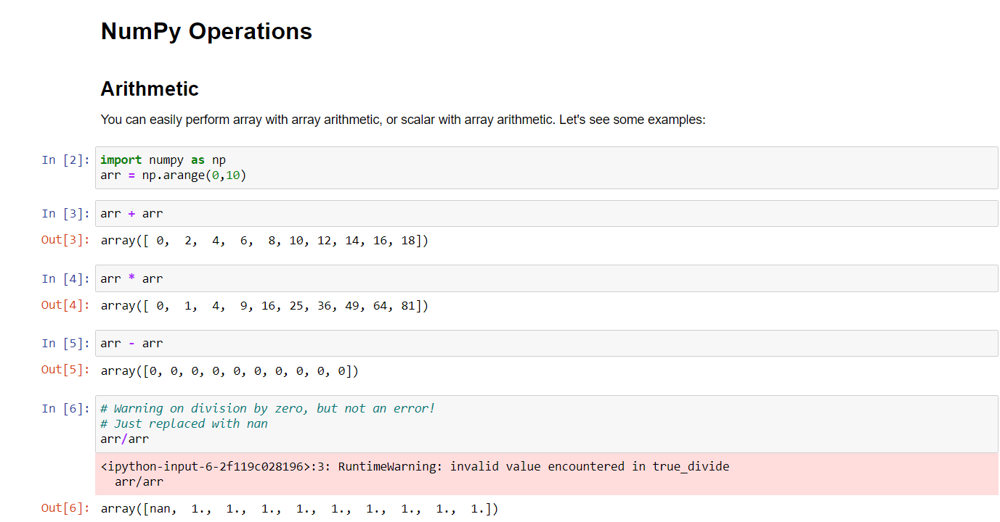 NumPy Operations
Arithmetic
You can easily perform array with array arithmetic, or scalar with array arithmetic. Let's see some examples:
In [2]: import numpy as np
arr = np.arange(0,10)
In [3]: arr + arr
Out[3]: array([ 0,  2,  4,  6,  8, 10, 12, 14, 16, 18])
In [4]: arr * arr
Out[4]: array([ 0,  1,  4,  9, 16, 25, 36, 49, 64, 81])
In [5]: arr - arr
Out[5]: array([0, 0, 0, 0, 0, 0, 0, 0, 0, 0])
In [6]: # Warning on division by zero, but not an error!
# Just replaced with nan
arr/arr
<ipython-input-6-2f119c028196>:3: RuntimeWarning: invalid value encountered in true_divide
  arr/arr
Out[6]: array([nan,  1.,  1.,  1.,  1.,  1.,  1.,  1.,  1.,  1.])